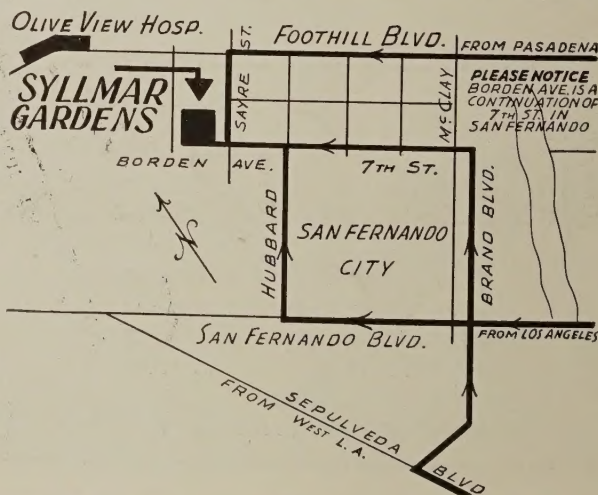 OLIVE VIEW HOSP.
FOOTHILL BLVD.
FROM PASADENA
SYLLMAR
GARDENS
SAYRE ST.
McCLAY
PLEASE NOTICE
BORDEN AVE. IS A
CONTINUATION OF
7TH ST. IN
SAN FERNANDO
BORDEN AVE.
7TH ST.
HUBBARD
SAN FERNANDO
CITY
BRAND BLVD.
N
SAN FERNANDO BLVD.
FROM LOS ANGELES
SEPULVEDA BLVD
FROM WEST L.A.